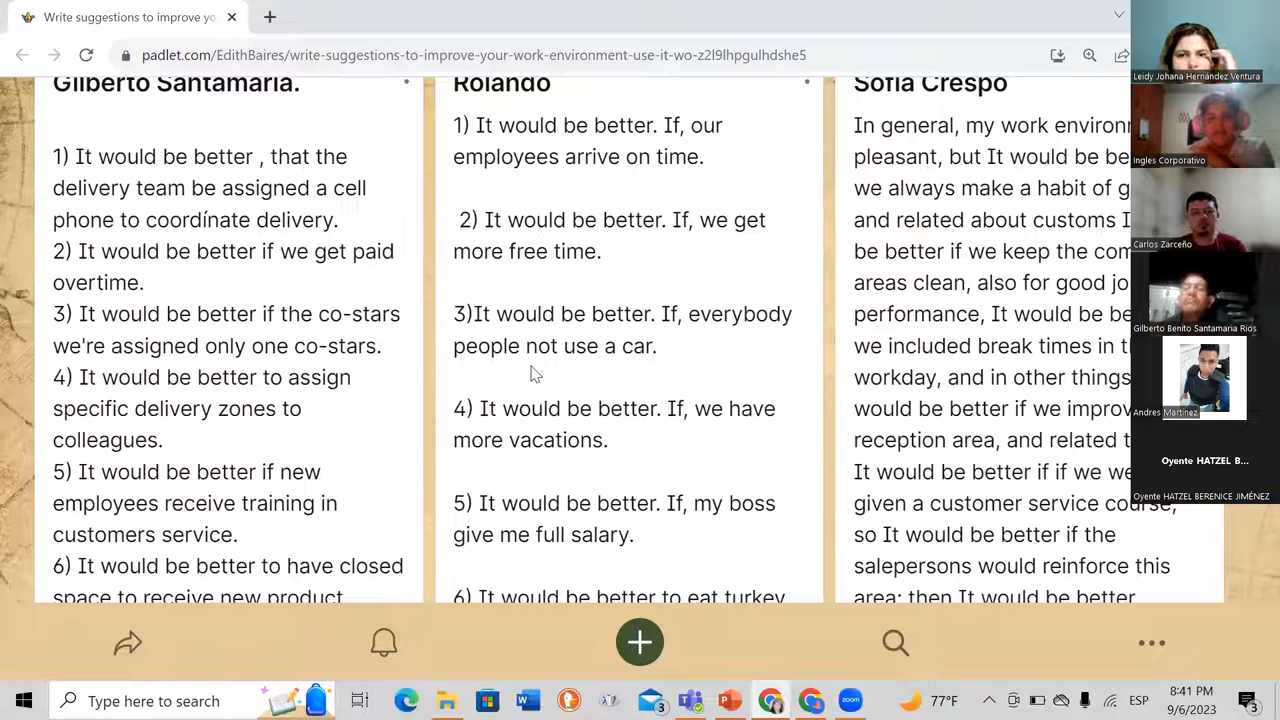 Write suggestions to improve yo
padlet.com/EdithBaires/write-suggestions-to-improve-your-work-environment-use-it-wo-z2l9lhpgulhdshe5
Gilberto Santamaria.
1) It would be better , that the
delivery team be assigned a cell
phone to coordínate delivery.
2) It would be better if we get paid
overtime.
3) It would be better if the co-stars
we're assigned only one co-stars.
4) It would be better to assign
specific delivery zones to
colleagues.
5) It would be better if new
employees receive training in
customers service.
6) It would be better to have closed
space to receive new product
Rolando
1) It would be better. If, our
employees arrive on time.
2) It would be better. If, we get
more free time.
3)It would be better. If, everybody
people not use a car.
4) It would be better. If, we have
more vacations.
5) It would be better. If, my boss
give me full salary.
6) It would be better to eat turkey
Sofia Crespo
In general, my work environ
pleasant, but It would be be
we always make a habit of g
and related about customs I
be better if we keep the com
areas clean, also for good jo
performance, It would be be
we included break times in t
workday, and in other things
would be better if we improv
reception area, and related t
It would be better if if we we
given a customer service course,
so It would be better if the
salepersons would reinforce this
area; then It would be better
Leidy Johana Hernández Ventura
Ingles Corporativo
Carlos Zarceño
Gilberto Benito Santamaria Rios
Andres Martinez
Oyente HATZEL B...
Oyente HATZEL BERENICE JIMÉNEZ
Type here to search
3
zoom
77°F
ESP
8:41 PM
9/6/2023
3